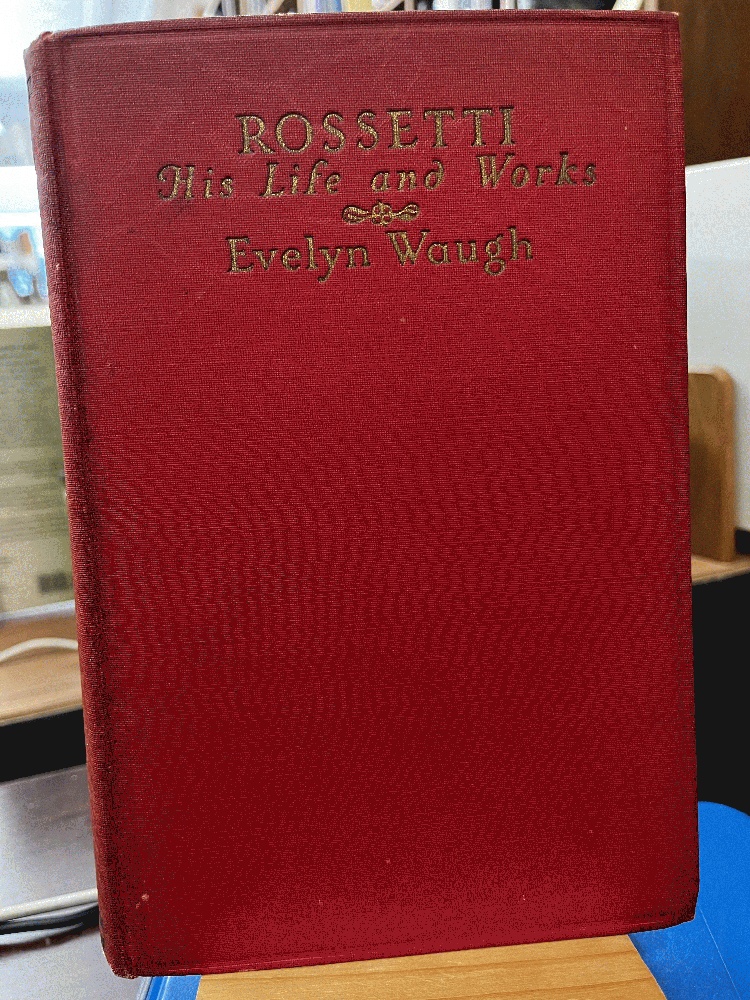 ROSSETTI
His Life and Works
Evelyn Waugh